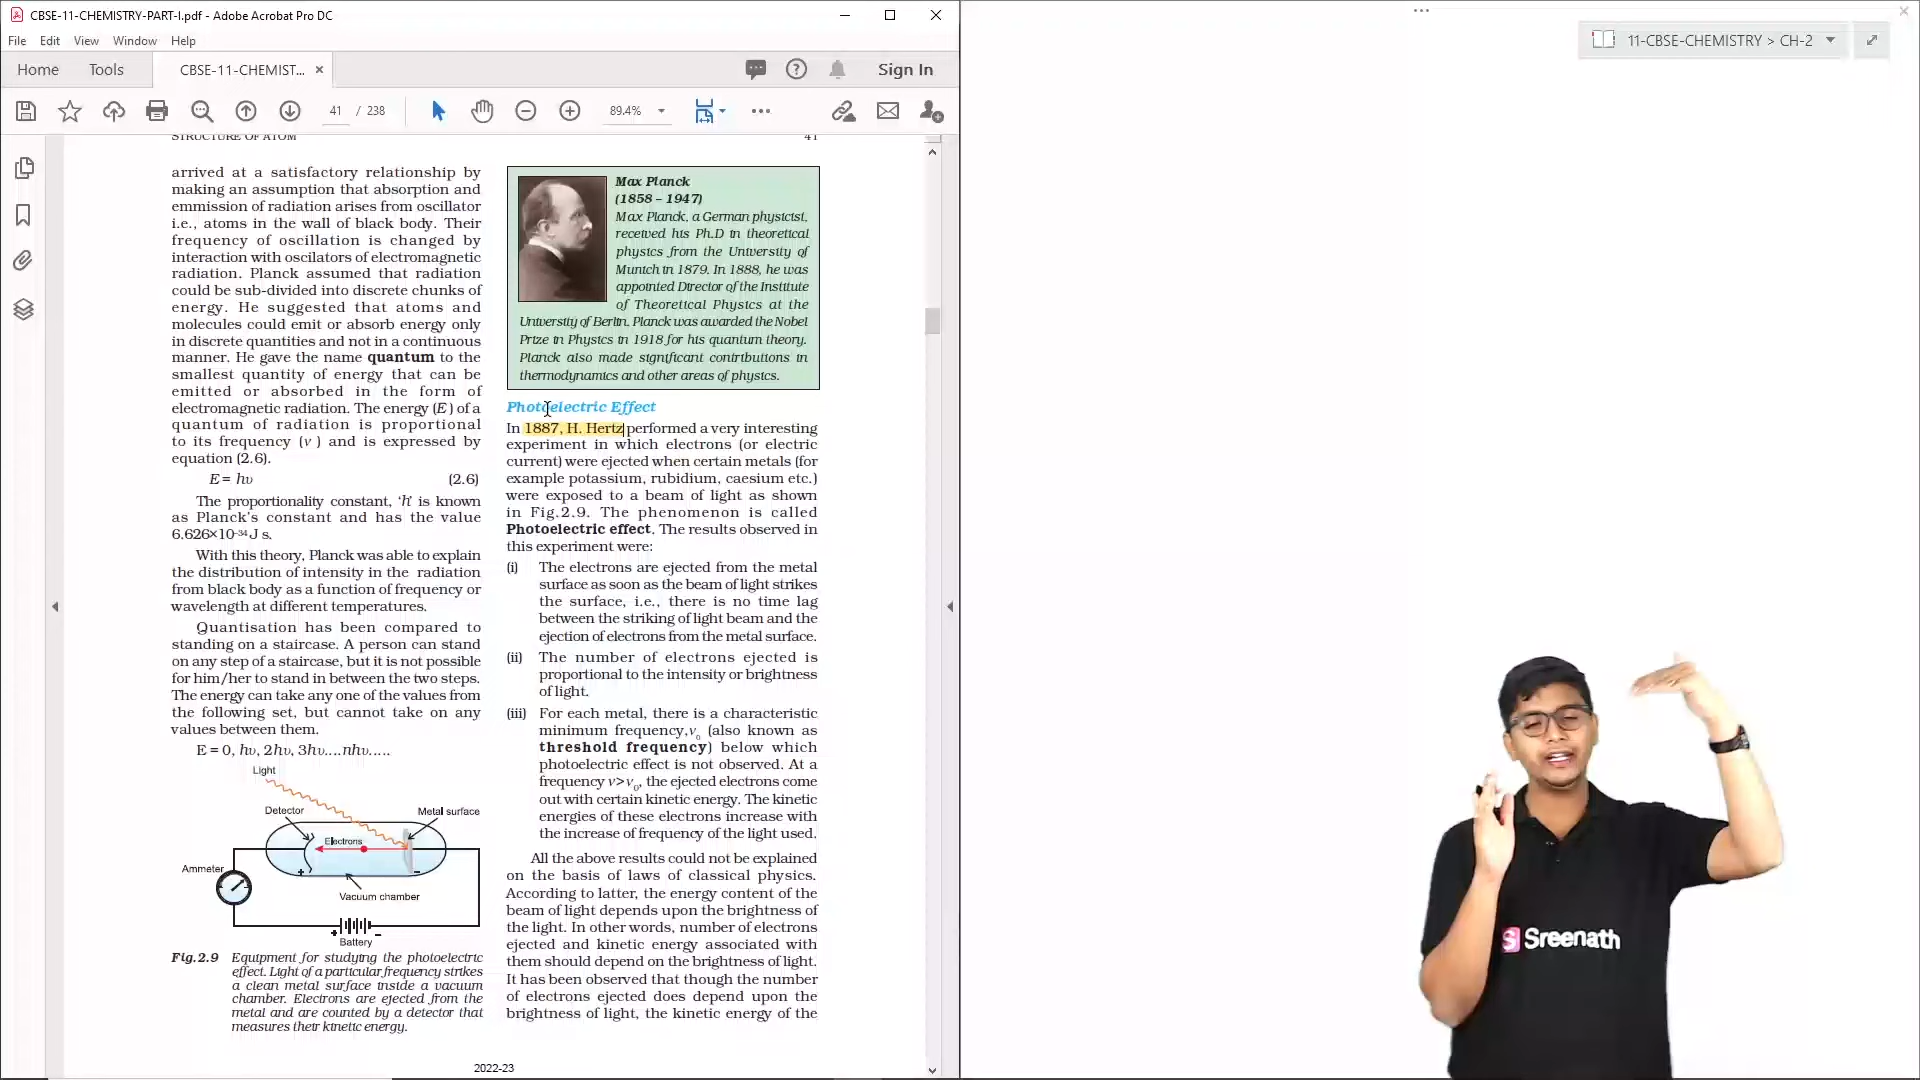 CBSE-11-CHEMISTRY-PART-I.pdf - Adobe Acrobat Pro DC
File Edit View Window Help
Home Tools CBSE-11-CHEMIST... × Sign In
41 / 238 89.4%
11-CBSE-CHEMISTRY > CH-2
STRUCTURE OF ATOM 41
arrived at a satisfactory relationship by
making an assumption that absorption and
emmission of radiation arises from oscillator
i.e., atoms in the wall of black body. Their
frequency of oscillation is changed by
interaction with oscilators of electromagnetic
radiation. Planck assumed that radiation
could be sub-divided into discrete chunks of
energy. He suggested that atoms and
molecules could emit or absorb energy only
in discrete quantities and not in a continuous
manner. He gave the name quantum to the
smallest quantity of energy that can be
emitted or absorbed in the form of
electromagnetic radiation. The energy (E ) of a
quantum of radiation is proportional
to its frequency (ν ) and is expressed by
equation (2.6).
E = hυ (2.6)
The proportionality constant, ‘h’ is known
as Planck’s constant and has the value
6.626×10⁻³⁴ J s.
With this theory, Planck was able to explain
the distribution of intensity in the radiation
from black body as a function of frequency or
wavelength at different temperatures.
Quantisation has been compared to
standing on a staircase. A person can stand
on any step of a staircase, but it is not possible
for him/her to stand in between the two steps.
The energy can take any one of the values from
the following set, but cannot take on any
values between them.
E = 0, hυ, 2hυ, 3hυ....nhυ.....
Light
Detector
Metal surface
Electrons
Ammeter
+ -
Vacuum chamber
+ -
Battery
Fig.2.9 Equipment for studying the photoelectric
effect. Light of a particular frequency strikes
a clean metal surface inside a vacuum
chamber. Electrons are ejected from the
metal and are counted by a detector that
measures their kinetic energy.
Max Planck
(1858 – 1947)
Max Planck, a German physicist,
received his Ph.D in theoretical
physics from the University of
Munich in 1879. In 1888, he was
appointed Director of the Institute
of Theoretical Physics at the
University of Berlin. Planck was awarded the Nobel
Prize in Physics in 1918 for his quantum theory.
Planck also made significant contributions in
thermodynamics and other areas of physics.
Photoelectric Effect
In 1887, H. Hertz performed a very interesting
experiment in which electrons (or electric
current) were ejected when certain metals (for
example potassium, rubidium, caesium etc.)
were exposed to a beam of light as shown
in Fig.2.9. The phenomenon is called
Photoelectric effect. The results observed in
this experiment were:
(i) The electrons are ejected from the metal
surface as soon as the beam of light strikes
the surface, i.e., there is no time lag
between the striking of light beam and the
ejection of electrons from the metal surface.
(ii) The number of electrons ejected is
proportional to the intensity or brightness
of light.
(iii) For each metal, there is a characteristic
minimum frequency,ν₀ (also known as
threshold frequency) below which
photoelectric effect is not observed. At a
frequency ν>ν₀, the ejected electrons come
out with certain kinetic energy. The kinetic
energies of these electrons increase with
the increase of frequency of the light used.
All the above results could not be explained
on the basis of laws of classical physics.
According to latter, the energy content of the
beam of light depends upon the brightness of
the light. In other words, number of electrons
ejected and kinetic energy associated with
them should depend on the brightness of light.
It has been observed that though the number
of electrons ejected does depend upon the
brightness of light, the kinetic energy of the
2022-23
S Sreenath